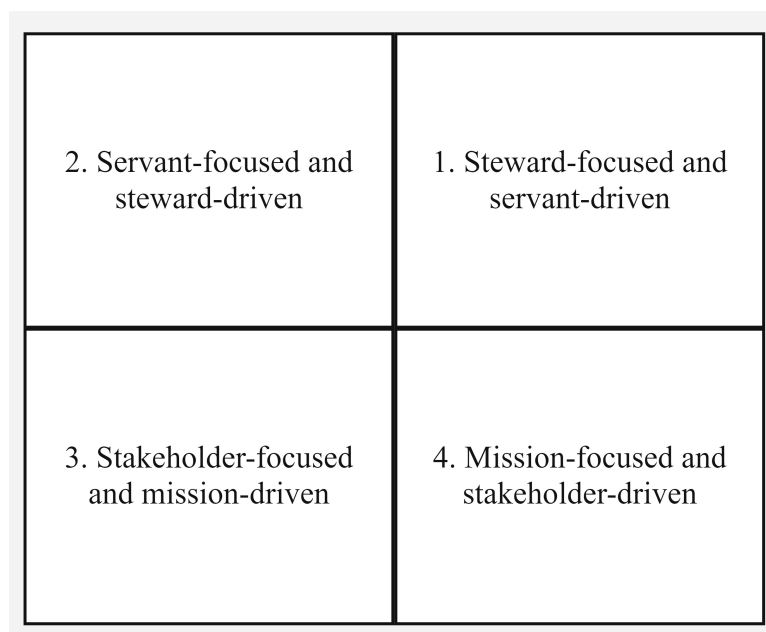 2. Servant-focused and
steward-driven
1. Steward-focused and
servant-driven
3. Stakeholder-focused
and mission-driven
4. Mission-focused and
stakeholder-driven